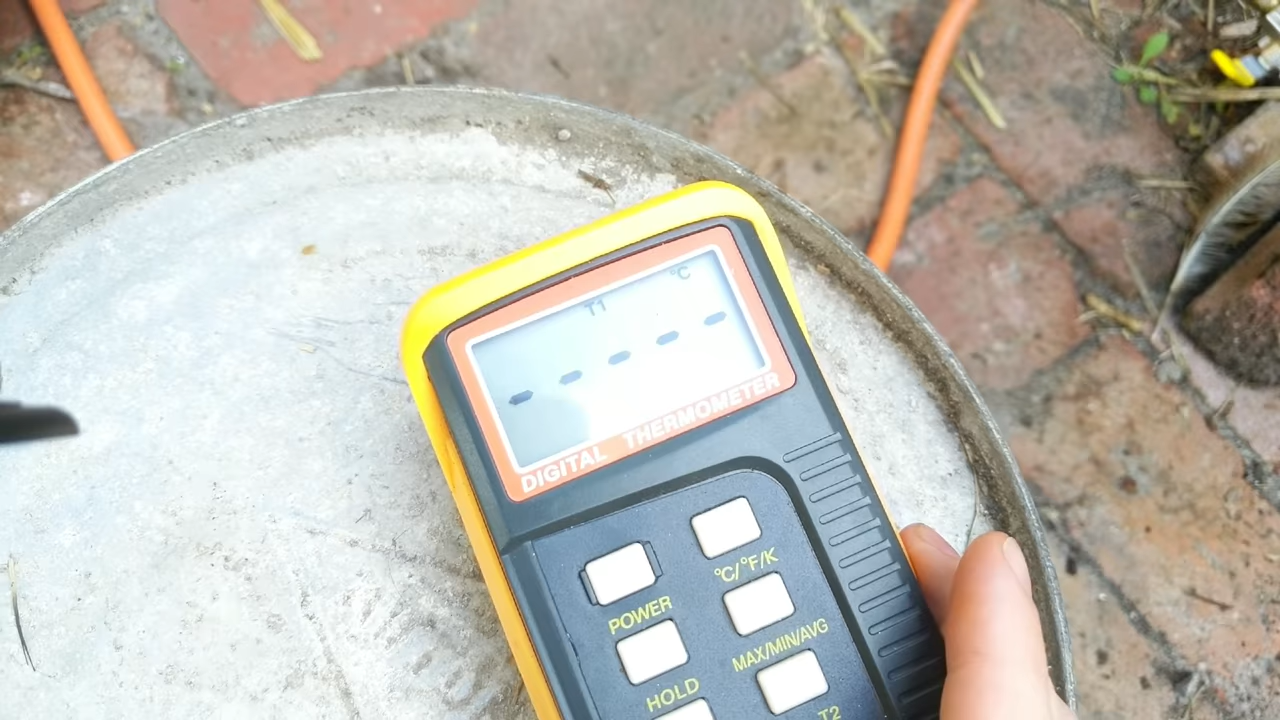 T1 °C
- - - - -
DIGITAL THERMOMETER
POWER
°C/°F/K
HOLD
MAX/MIN/AVG
T2